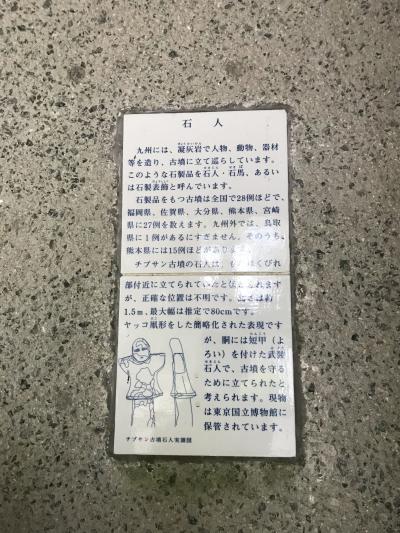 石人
九州には、凝灰岩で人物、動物、器材
等を造り、古墳に立て巡らしています。
このような石製品を石人・石馬、あるい
は石製表飾と呼んでいます。
石製品をもつ古墳は全国で28例ほどで、
福岡県、佐賀県、大分県、熊本県、宮崎
県に27例を数えます。九州外では、鳥取
県に1例があるにすぎません。そのうち、
熊本県には15例ほどがあります。
チブサン古墳の石人は、くびれ
部付近に立てられていたと伝えられます
が、正確な位置は不明です。高さは約
1.5m、最大幅は推定で80cmです。
ヤッコ凧形をした簡略化された表現です
が、胴には短甲（よ
ろい）を付けた武装
石人で、古墳を守る
ために立てられたと
考えられます。現物
は東京国立博物館に
保管されています。
チブサン古墳石人実測図